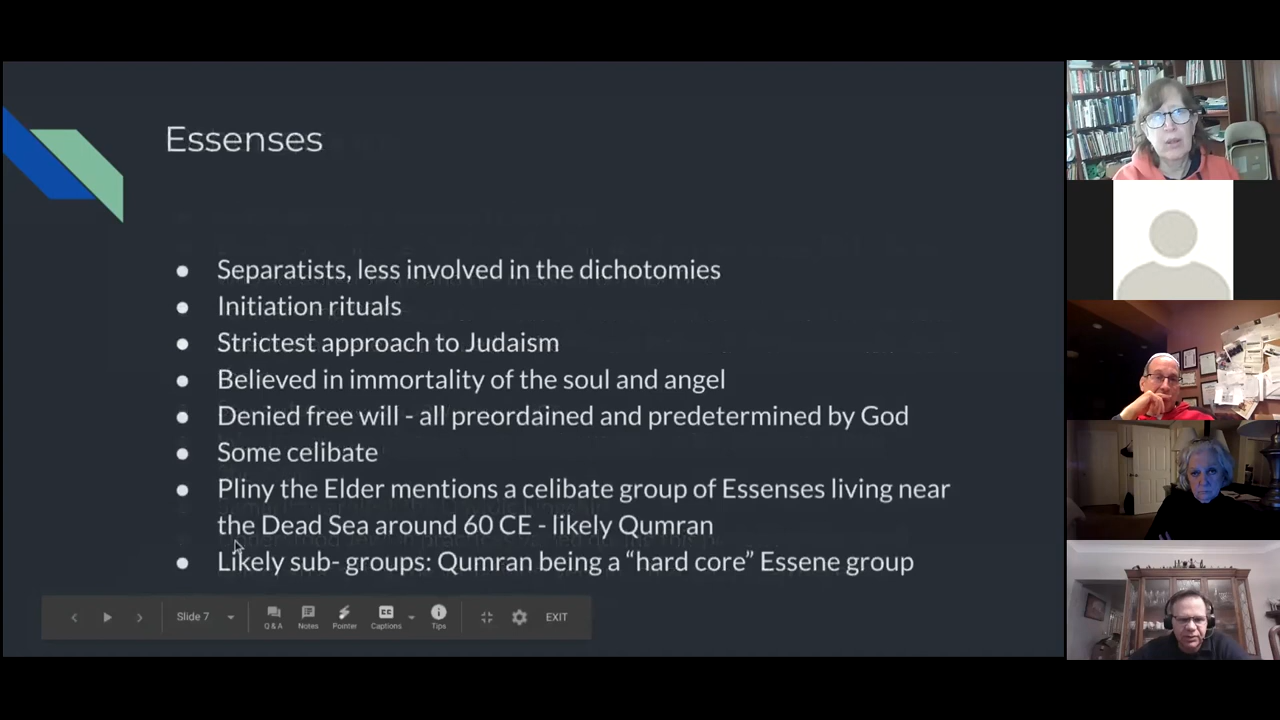 Essenses
● Separatists, less involved in the dichotomies
● Initiation rituals
● Strictest approach to Judaism
● Believed in immortality of the soul and angel
● Denied free will - all preordained and predetermined by God
● Some celibate
● Pliny the Elder mentions a celibate group of Essenses living near
the Dead Sea around 60 CE - likely Qumran
● Likely sub- groups: Qumran being a “hard core” Essene group
Slide 7
Q & A
Notes
Pointer
Captions
Tips
EXIT